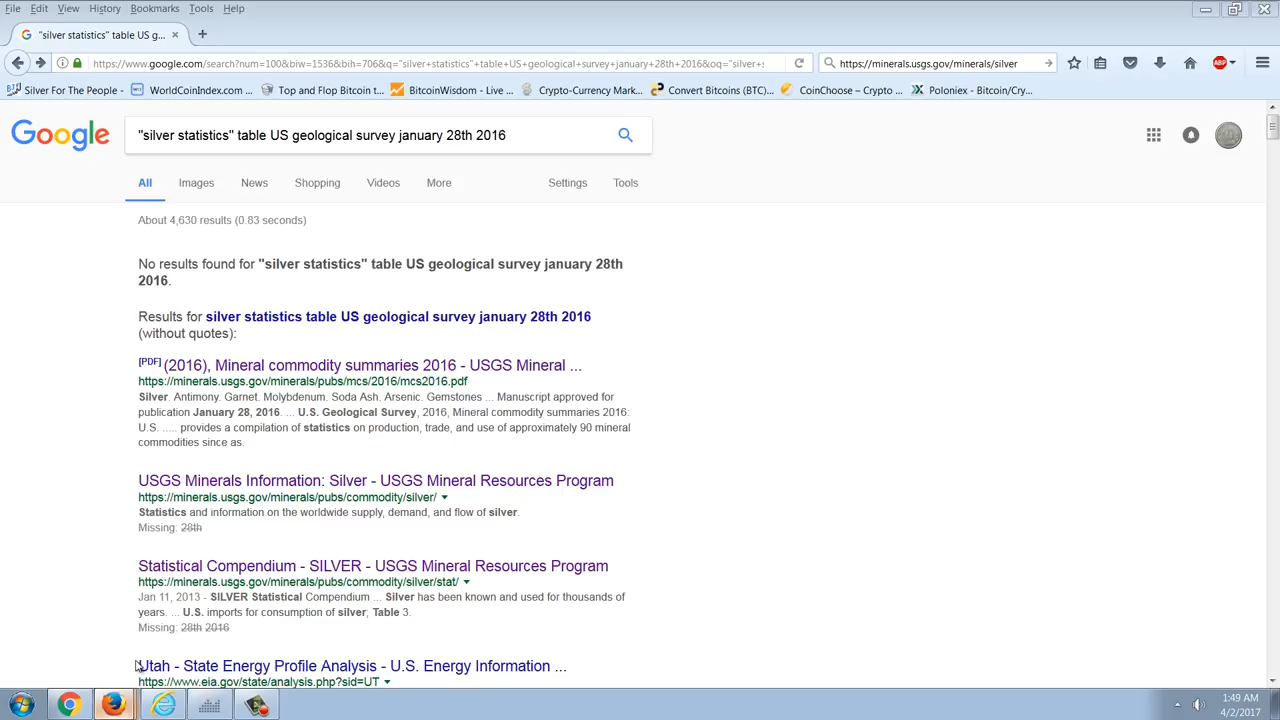 File Edit View History Bookmarks Tools Help
"silver statistics" table US g...
https://www.google.com/search?num=100&biw=1536&bih=706&q="silver+statistics"+table+US+geological+survey+january+28th+2016&oq="silver+s
https://minerals.usgs.gov/minerals/silver
ABP
Silver For The People - WorldCoinIndex.com ... Top and Flop Bitcoin t... BitcoinWisdom - Live ... Crypto-Currency Mark... Convert Bitcoins (BTC)... CoinChoose – Crypto ... Poloniex - Bitcoin/Cry...
Google
"silver statistics" table US geological survey january 28th 2016
All Images News Shopping Videos More Settings Tools
About 4,630 results (0.83 seconds)
No results found for "silver statistics" table US geological survey january 28th
2016.
Results for silver statistics table US geological survey january 28th 2016
(without quotes):
[PDF] (2016), Mineral commodity summaries 2016 - USGS Mineral ...
https://minerals.usgs.gov/minerals/pubs/mcs/2016/mcs2016.pdf
Silver. Antimony. Garnet. Molybdenum. Soda Ash. Arsenic. Gemstones ... Manuscript approved for
publication January 28, 2016. ... U.S. Geological Survey, 2016, Mineral commodity summaries 2016:
U.S. ..... provides a compilation of statistics on production, trade, and use of approximately 90 mineral
commodities since as.
USGS Minerals Information: Silver - USGS Mineral Resources Program
https://minerals.usgs.gov/minerals/pubs/commodity/silver/
Statistics and information on the worldwide supply, demand, and flow of silver.
Missing: 28th
Statistical Compendium - SILVER - USGS Mineral Resources Program
https://minerals.usgs.gov/minerals/pubs/commodity/silver/stat/
Jan 11, 2013 - SILVER Statistical Compendium ... Silver has been known and used for thousands of
years. ... U.S. imports for consumption of silver; Table 3.
Missing: 28th 2016
Utah - State Energy Profile Analysis - U.S. Energy Information ...
https://www.eia.gov/state/analysis.php?sid=UT
1:49 AM
4/2/2017